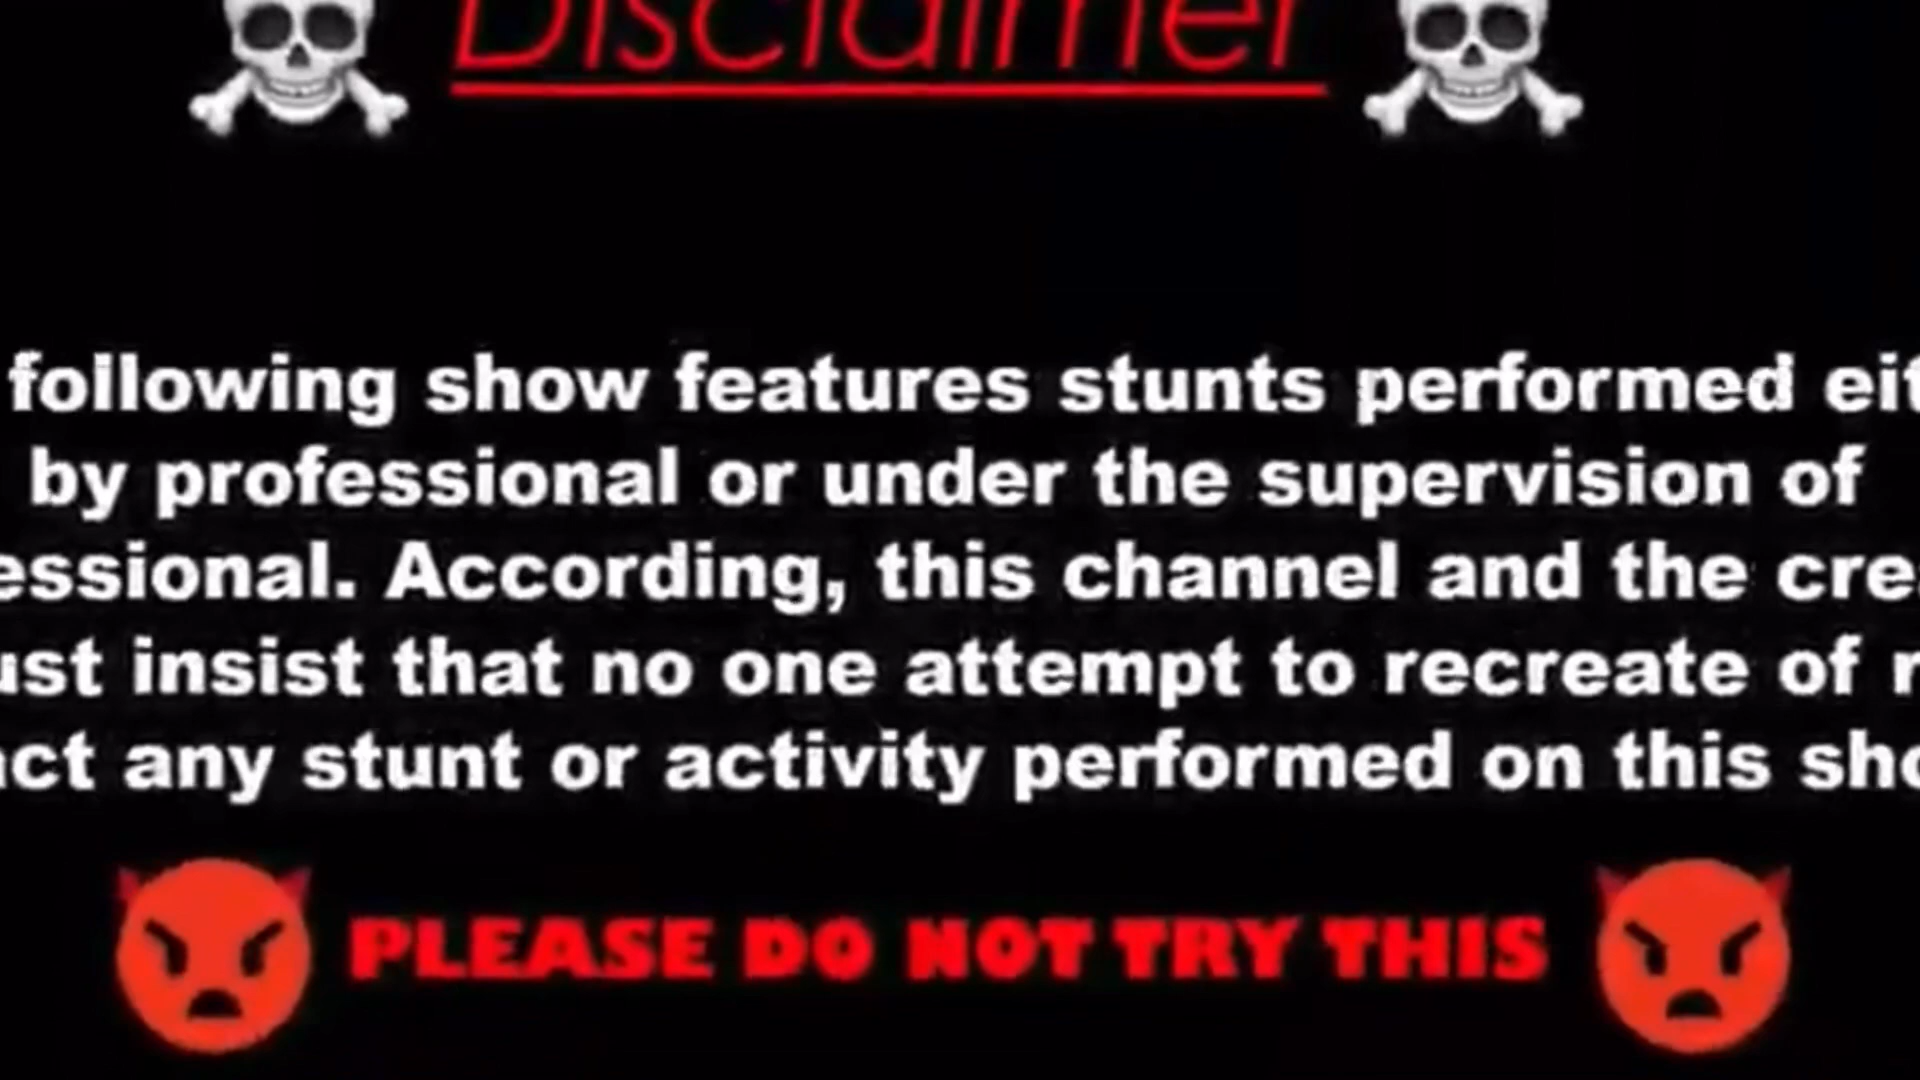 Disclaimer
following show features stunts performed eit
by professional or under the supervision of
essional. According, this channel and the cre
ust insist that no one attempt to recreate of r
act any stunt or activity performed on this sho
PLEASE DO NOT TRY THIS